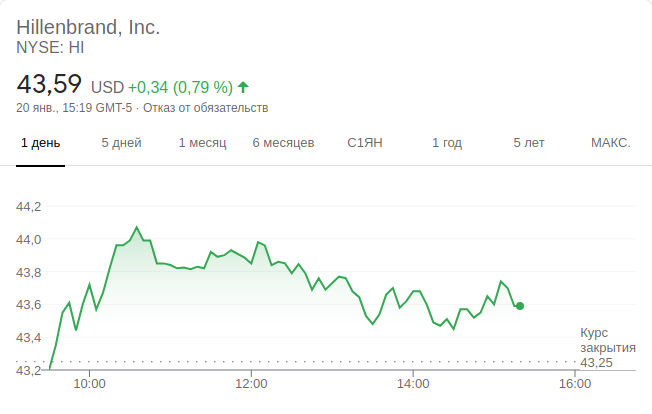 Hillenbrand, Inc.
NYSE: HI
43,59 USD +0,34 (0,79 %)
20 янв., 15:19 GMT-5 · Отказ от обязательств
1 день 5 дней 1 месяц 6 месяцев С1ЯН 1 год 5 лет МАКС.
44,2
44,0
43,8
43,6
43,4
43,2
Курс
закрытия
43,25
10:00 12:00 14:00 16:00